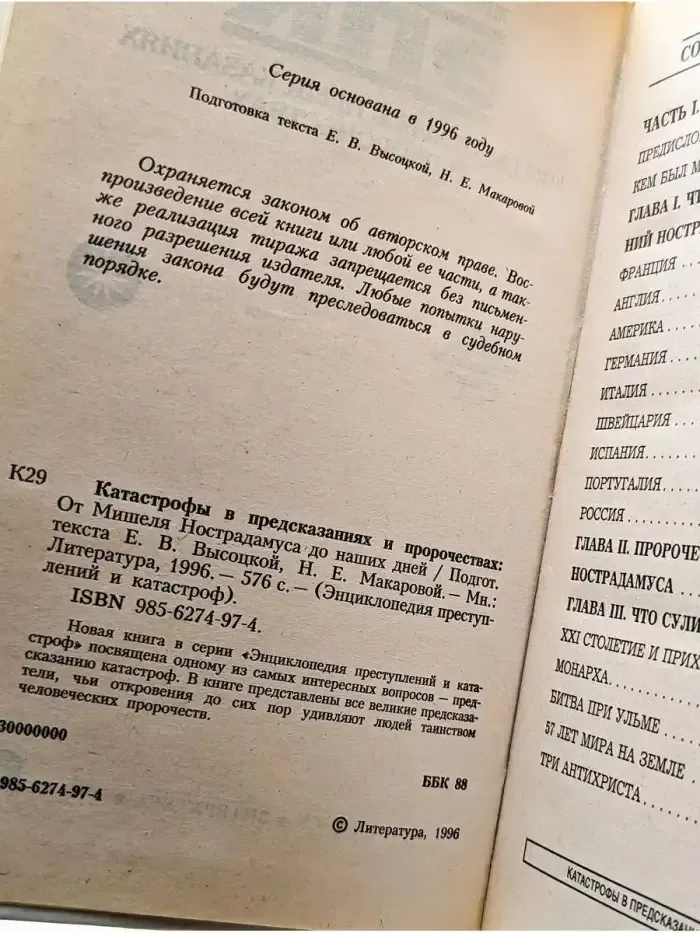 Серия основана в 1996 году
Подготовка текста Е. В. Высоцкой, Н. Е. Макаровой
Охраняется законом об авторском праве. Вос-
произведение всей книги или любой ее части, а так-
же реализация тиража запрещается без письмен-
ного разрешения издателя. Любые попытки нару-
шения закона будут преследоваться в судебном
порядке.
К29
Катастрофы в предсказаниях и пророчествах:
От Мишеля Нострадамуса до наших дней / Подгот.
текста Е. В. Высоцкой, Н. Е. Макаровой. — Мн.:
Литература, 1996. — 576 с. — (Энциклопедия преступ-
лений и катастроф).
ISBN 985-6274-97-4.
Новая книга в серии «Энциклопедия преступлений и ката-
строф» посвящена одному из самых интересных вопросов — пред-
сказанию катастроф. В книге представлены все великие предсказа-
тели, чьи откровения до сих пор удивляют людей таинством
человеческих пророчеств.
30000000
ББК 88
985-6274-97-4
© Литература, 1996
СО
ЧАСТЬ I.
ПРЕДИСЛО
КЕМ БЫЛ М
ГЛАВА I. ЧТ
НИЙ НОСТР
ФРАНЦИЯ
АНГЛИЯ
АМЕРИКА
ГЕРМАНИЯ
ИТАЛИЯ
ШВЕЙЦАРИЯ
ИСПАНИЯ
ПОРТУГАЛИЯ
РОССИЯ
ГЛАВА II. ПРОРОЧЕ
НОСТРАДАМУСА
ГЛАВА III. ЧТО СУЛИ
XXI СТОЛЕТИЕ И ПРИХ
МОНАРХА
БИТВА ПРИ УЛЬМЕ
57 ЛЕТ МИРА НА ЗЕМЛЕ
ТРИ АНТИХРИСТА
КАТАСТРОФЫ В ПРЕДСКАЗАН